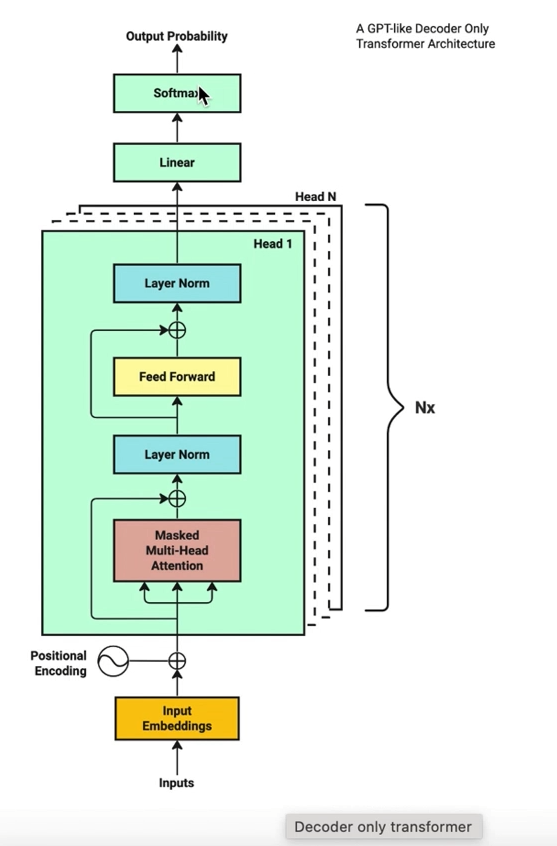 Output Probability
A GPT-like Decoder Only
Transformer Architecture
Softmax
Linear
Head N
Head 1
Layer Norm
Feed Forward
Nx
Layer Norm
Masked
Multi-Head
Attention
Positional
Encoding
Input
Embeddings
Inputs
Decoder only transformer